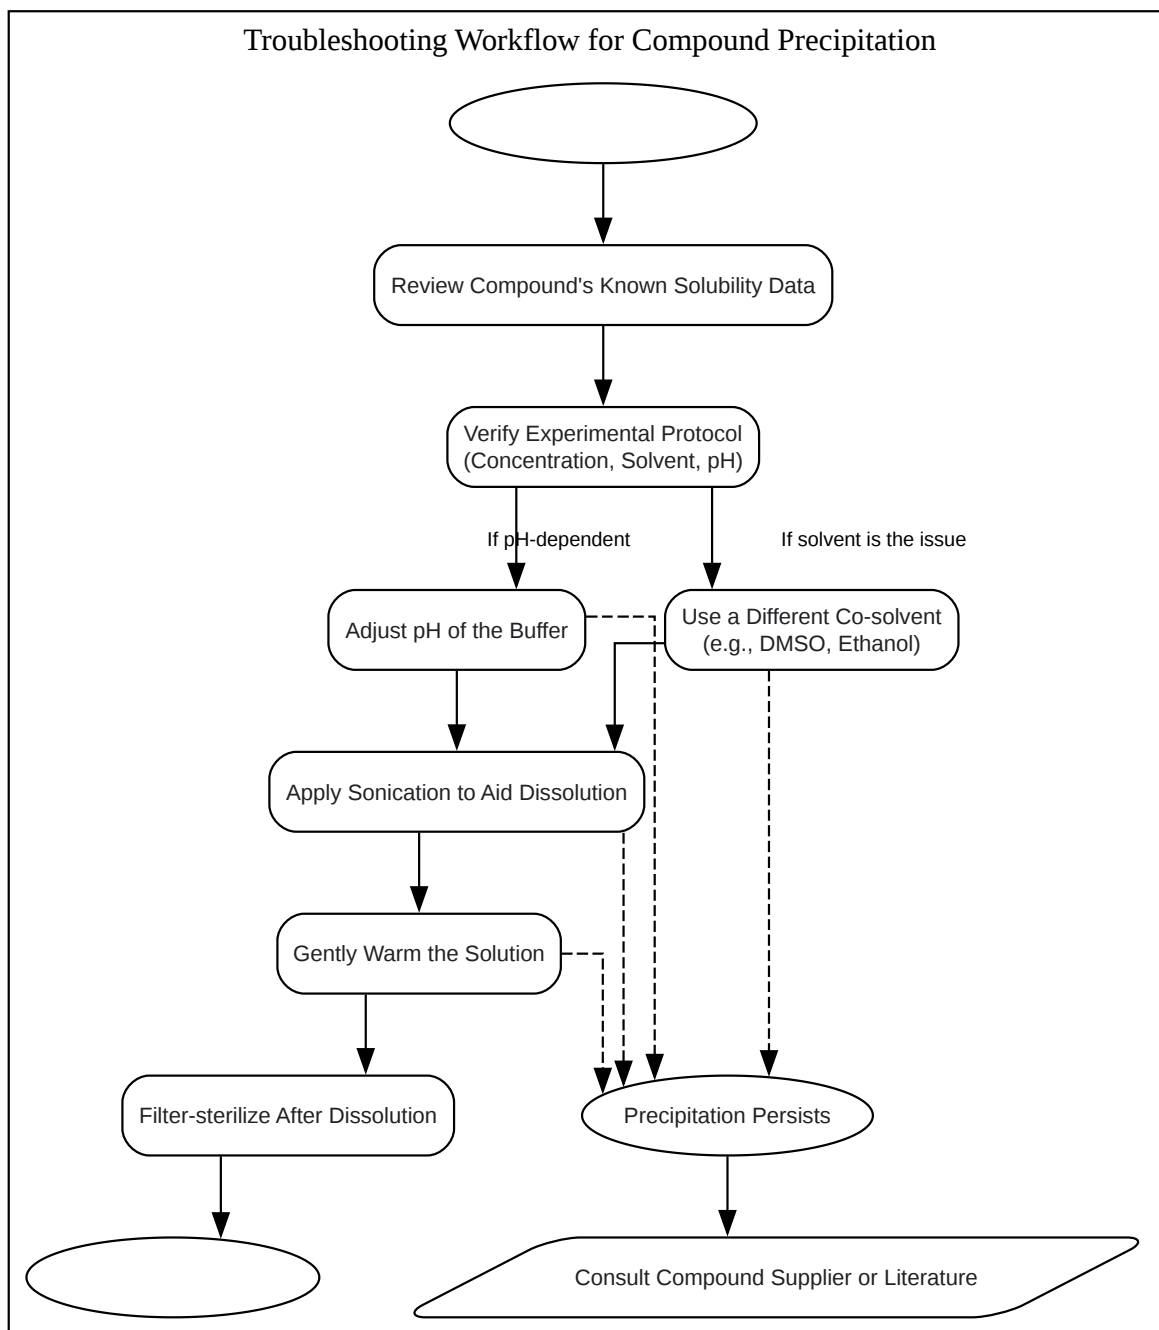 Troubleshooting Workflow for Compound Precipitation
Review Compound's Known Solubility Data
Verify Experimental Protocol
(Concentration, Solvent, pH)
If pH-dependent
If solvent is the issue
Adjust pH of the Buffer
Use a Different Co-solvent
(e.g., DMSO, Ethanol)
Apply Sonication to Aid Dissolution
Gently Warm the Solution
Filter-sterilize After Dissolution
Precipitation Persists
Consult Compound Supplier or Literature